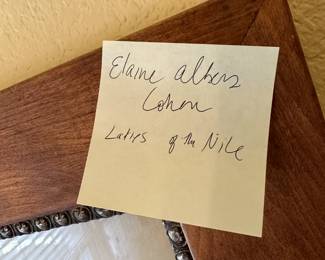 Elaine Albers
Cohen
Ladies of the Nile